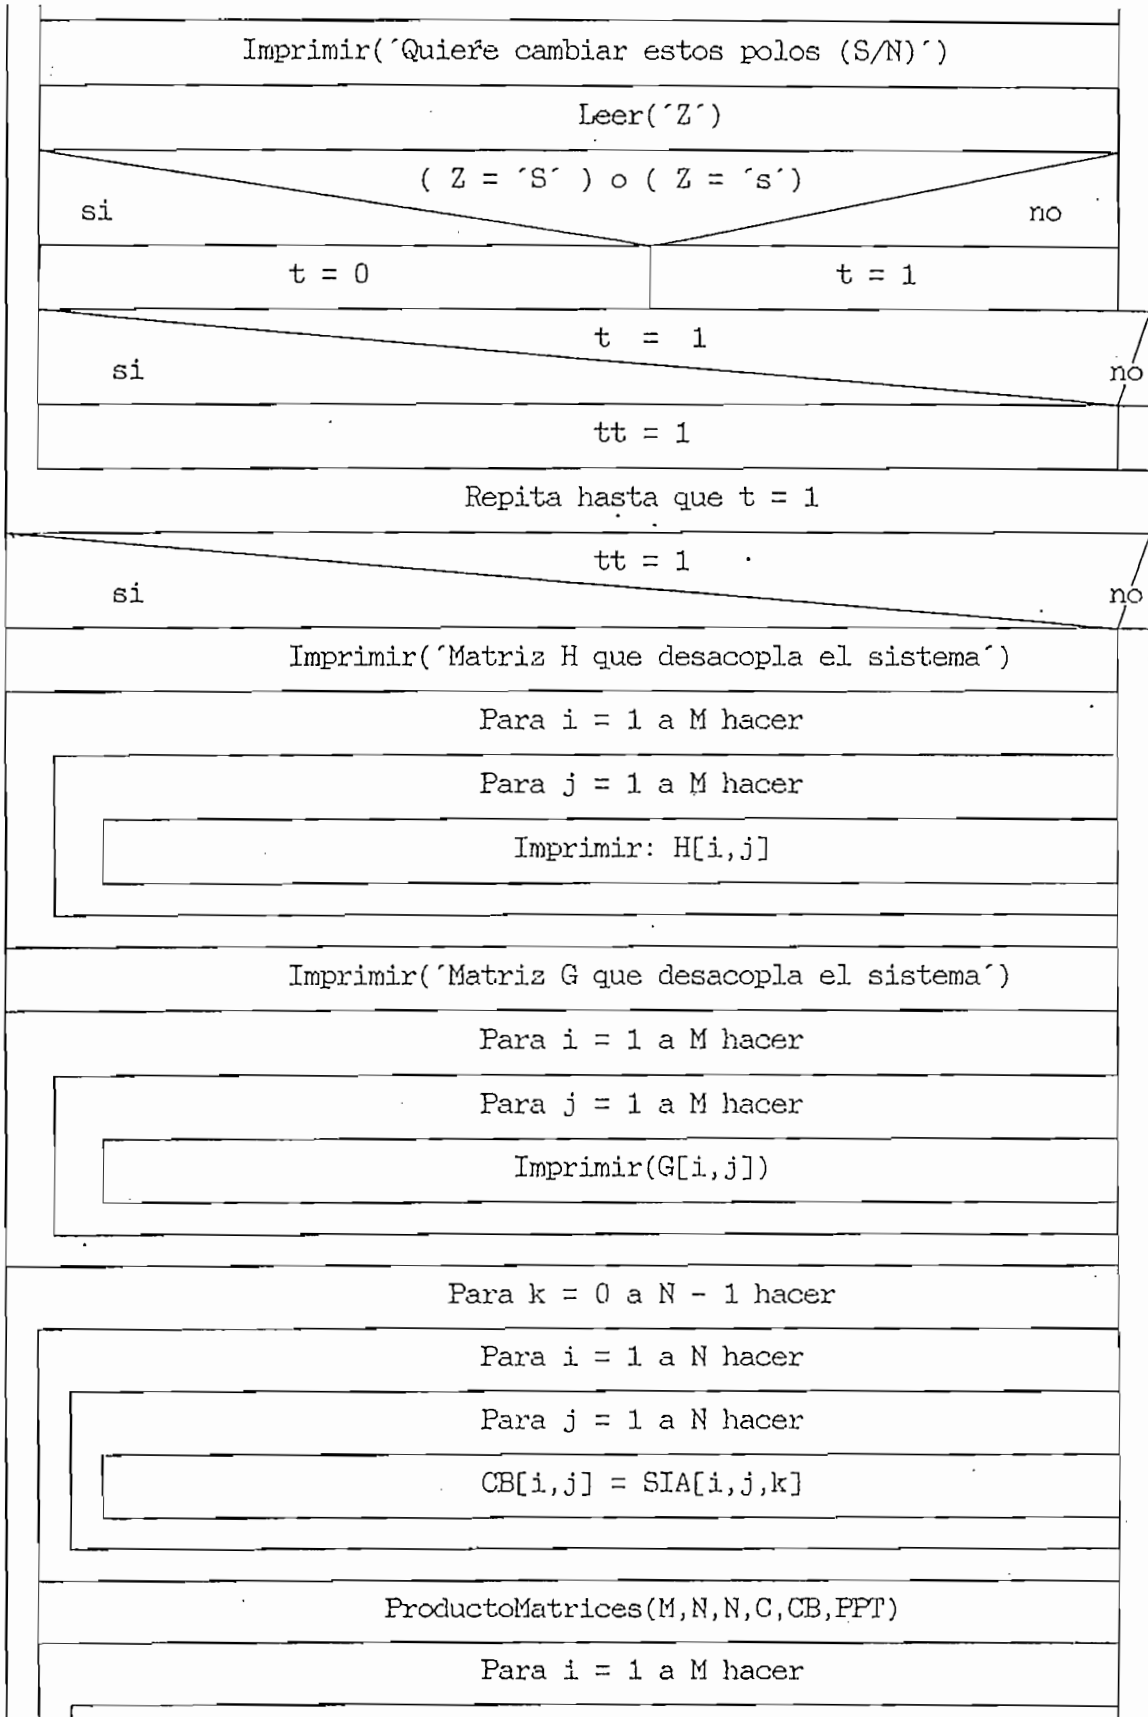 Imprimir(´Quiere cambiar estos polos (S/N)´)
Leer(´Z´)
( Z = ´S´ ) o ( Z = ´s´)
si no
t = 0 t = 1
t = 1
si no
tt = 1
Repita hasta que t = 1
tt = 1
si no
Imprimir(´Matriz H que desacopla el sistema´)
Para i = 1 a M hacer
Para j = 1 a M hacer
Imprimir: H[i,j]
Imprimir(´Matriz G que desacopla el sistema´)
Para i = 1 a M hacer
Para j = 1 a M hacer
Imprimir(G[i,j])
Para k = 0 a N - 1 hacer
Para i = 1 a N hacer
Para j = 1 a N hacer
CB[i,j] = SIA[i,j,k]
ProductoMatrices(M,N,N,C,CB,PPT)
Para i = 1 a M hacer